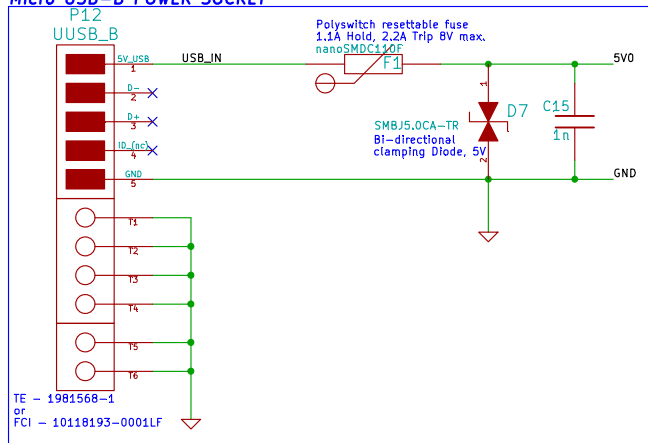 Micro USB-B POWER SOCKET
P12
UUSB_B
5V_USB
1
D-
2
D+
3
ID_(nc)
4
GND
5
T1
T2
T3
T4
T5
T6
USB_IN
Polyswitch resettable fuse
1.1A Hold, 2.2A Trip 8V max.
nanoSMDC110F
F1
1
D7
SMBJ5.0CA-TR
Bi-directional
clamping Diode, 5V
2
C15
1n
5V0
GND
TE - 1981568-1
or
FCI - 10118193-0001LF